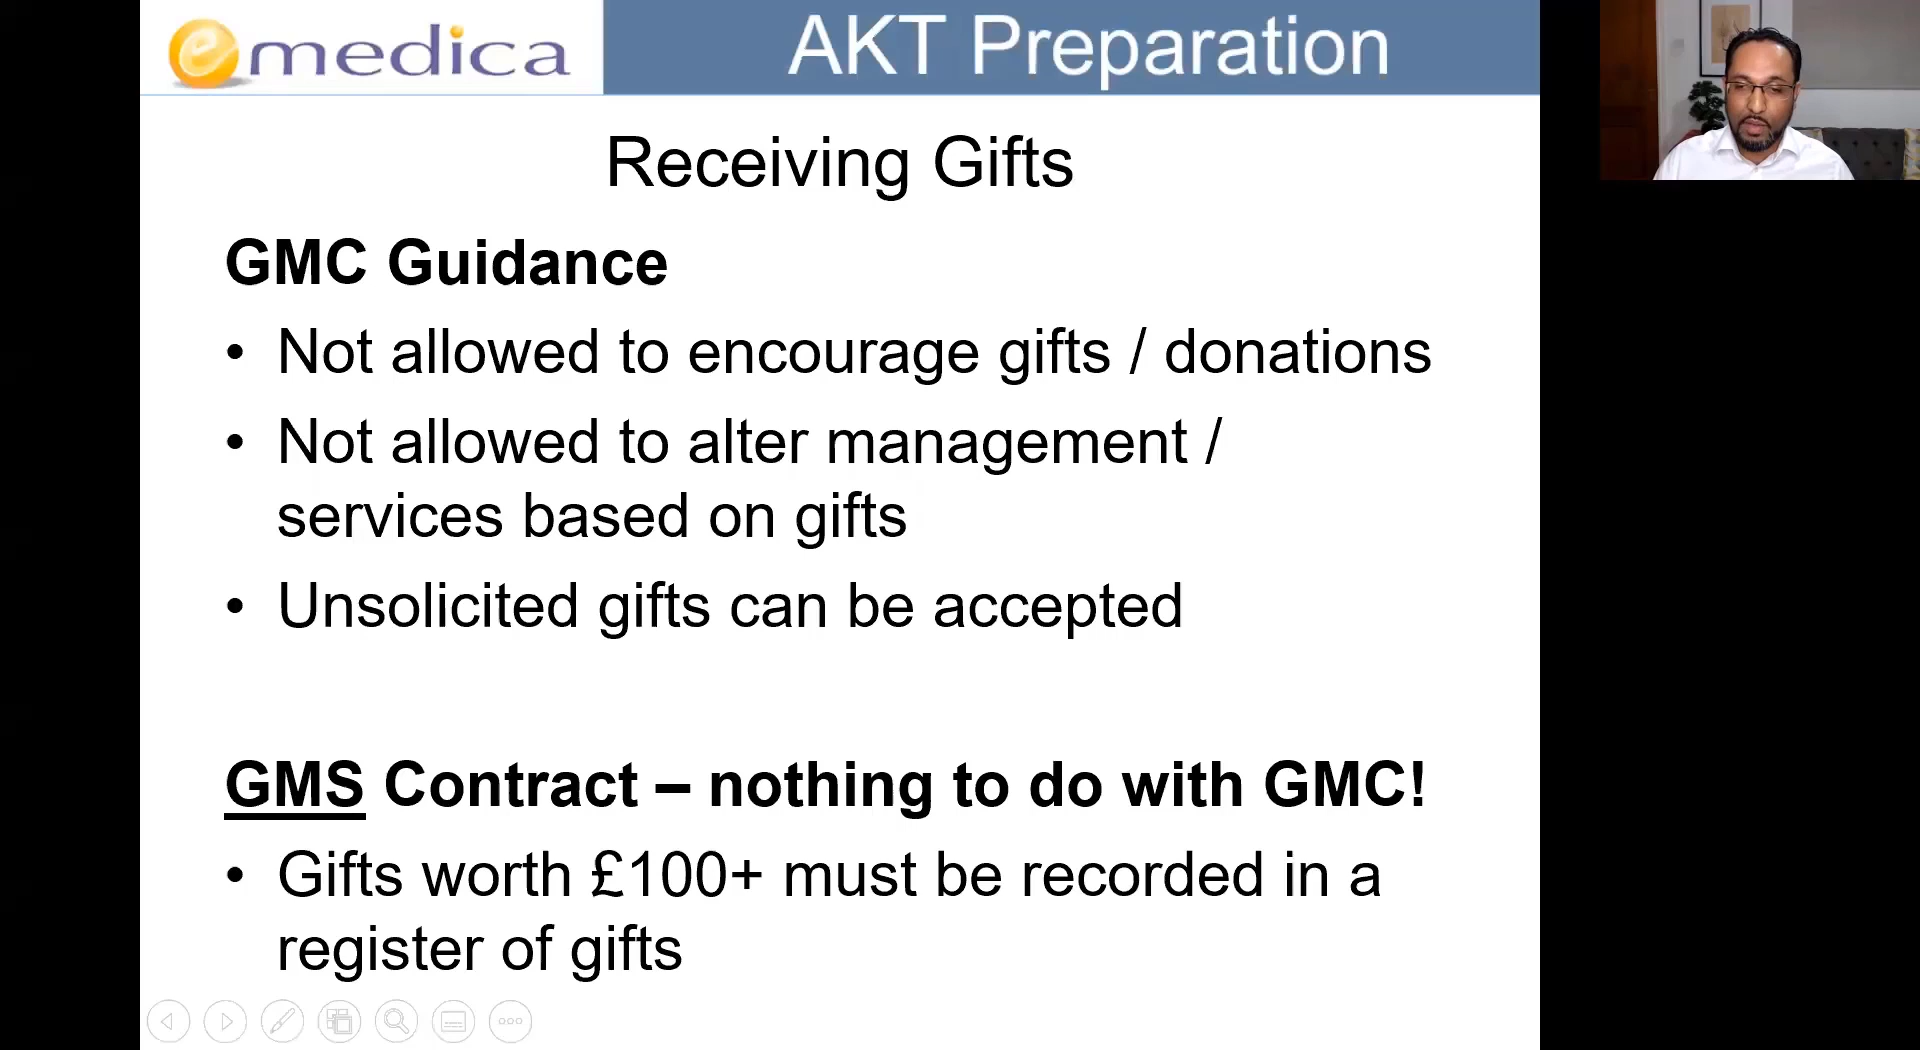 emedica
AKT Preparation
Receiving Gifts
GMC Guidance
• Not allowed to encourage gifts / donations
• Not allowed to alter management /
services based on gifts
• Unsolicited gifts can be accepted
GMS Contract – nothing to do with GMC!
• Gifts worth £100+ must be recorded in a
register of gifts